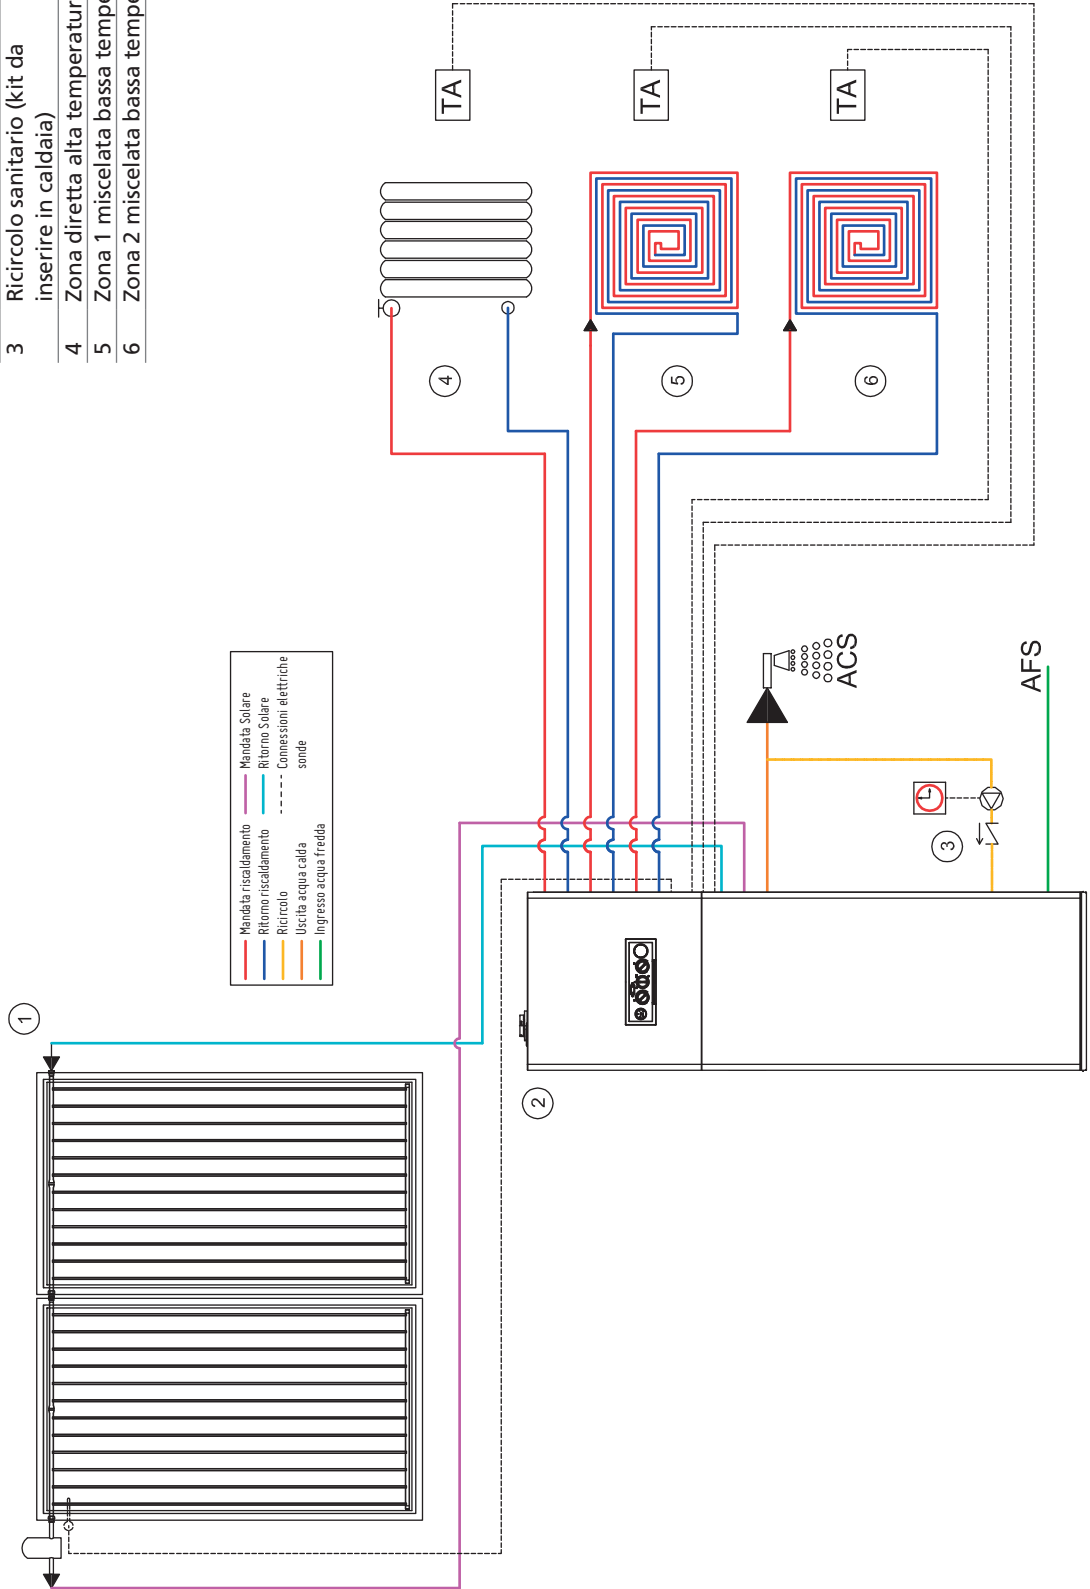 3 Ricircolo sanitario (kit da
inserire in caldaia)
4 Zona diretta alta temperatur
5 Zona 1 miscelata bassa tempe
6 Zona 2 miscelata bassa tempe
Mandata riscaldamento
Ritorno riscaldamento
Ricircolo
Uscita acqua calda
Ingresso acqua fredda
Mandata Solare
Ritorno Solare
Connessioni elettriche
sonde
1
2
3
4
5
6
TA
TA
TA
ACS
AFS